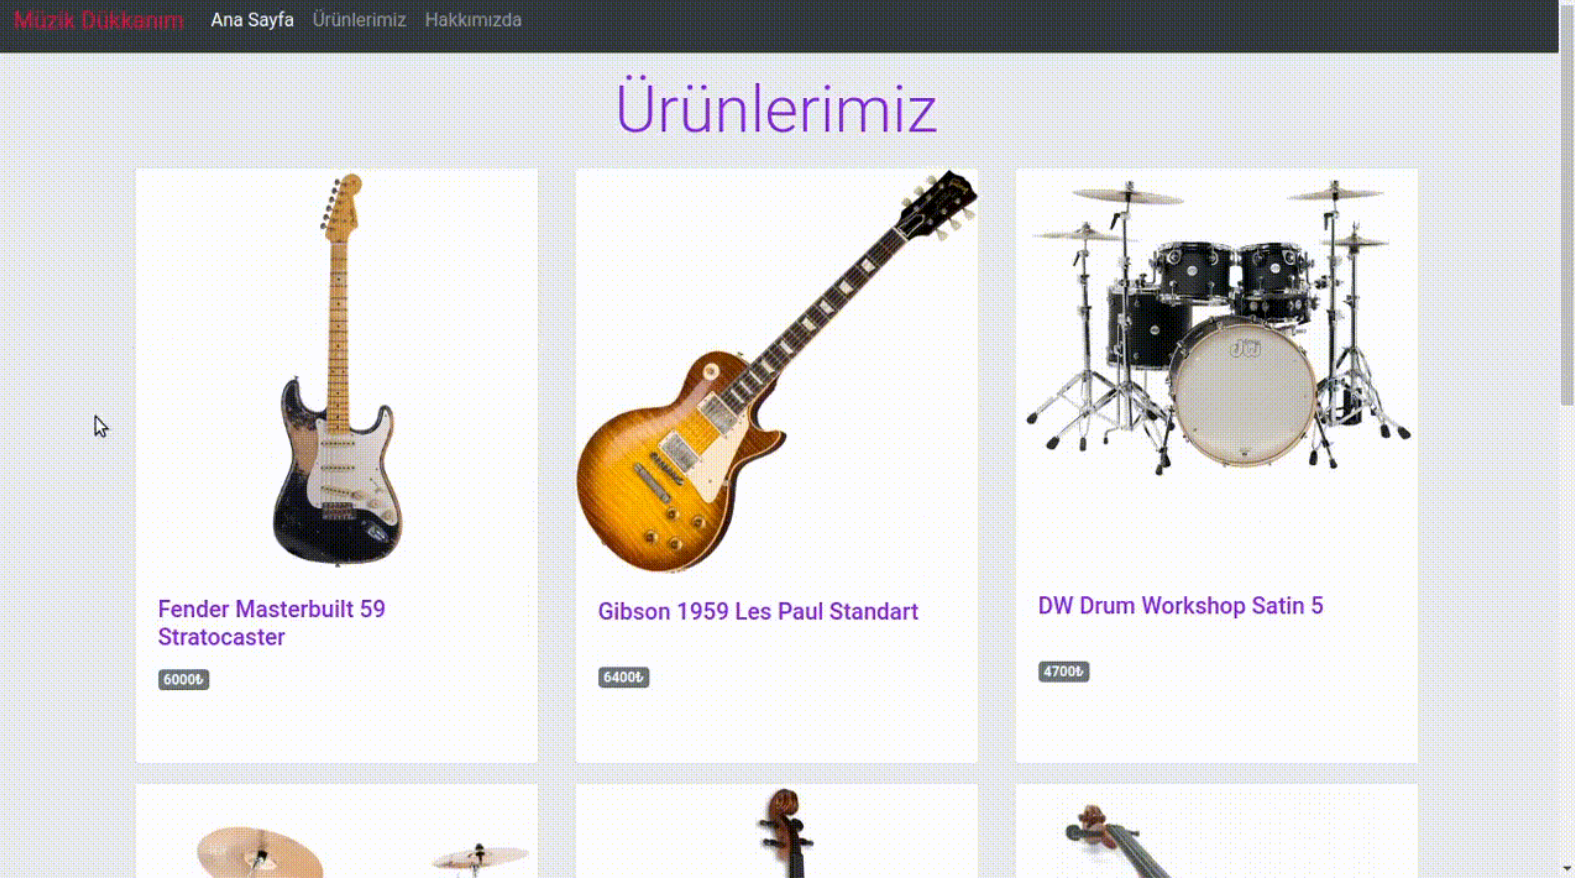 Müzik Dükkanım Ana Sayfa Ürünlerimiz Hakkımızda
Ürünlerimiz
dw
Fender Masterbuilt 59
Stratocaster
6000₺
Gibson 1959 Les Paul Standart
6400₺
DW Drum Workshop Satin 5
4700₺